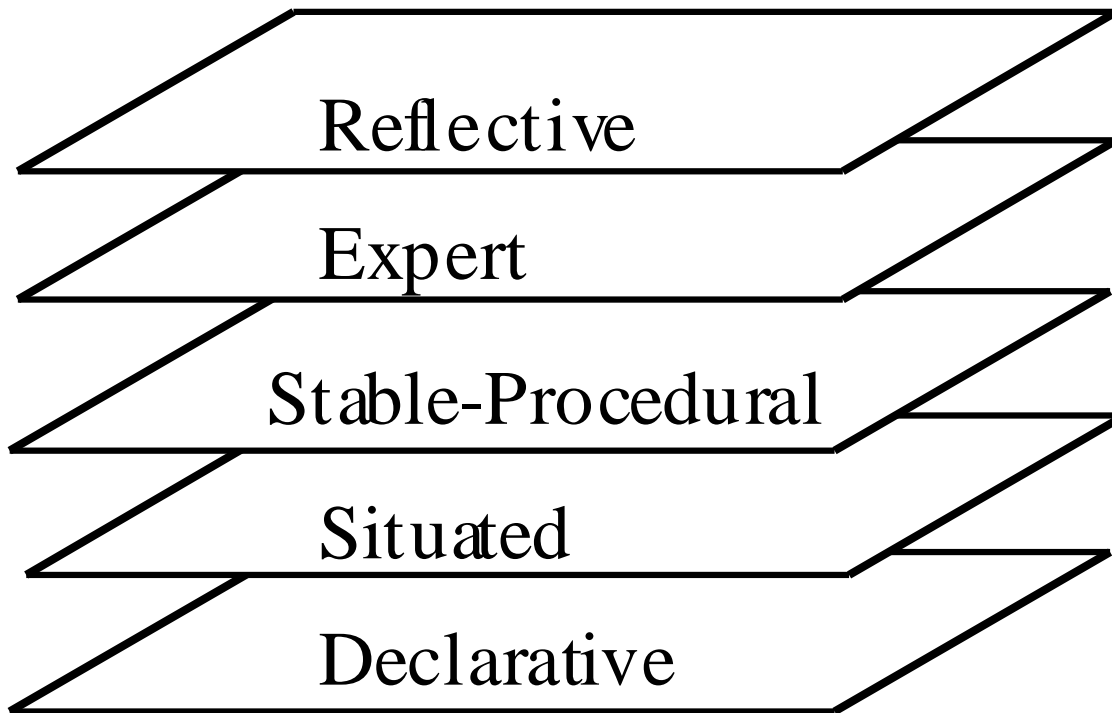 Reflective
Expert
Stable-Procedural
Situated
Declarative